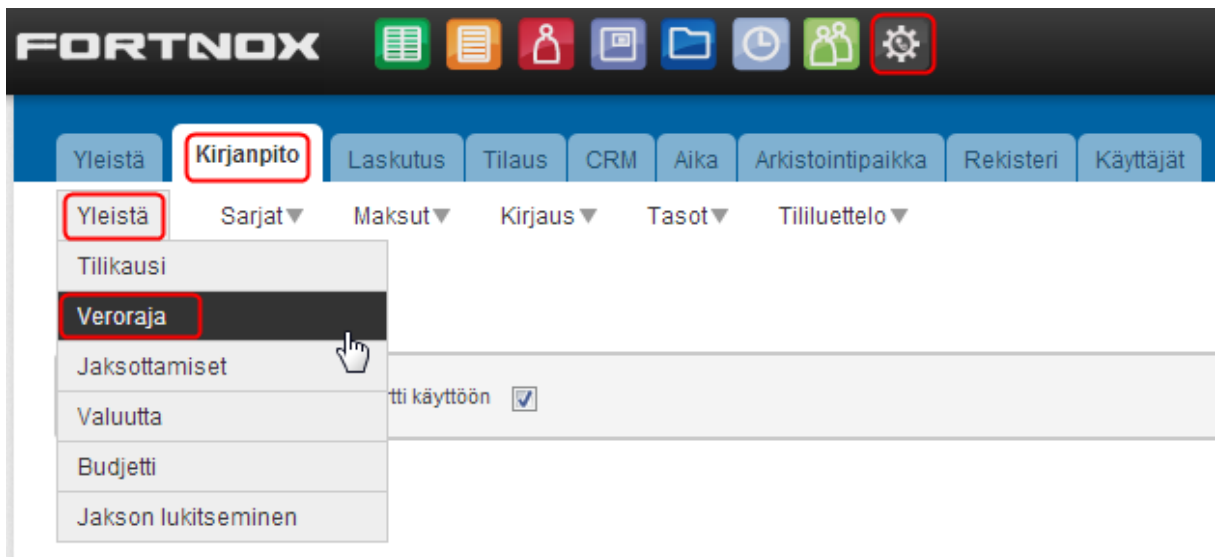 FORTNOX
Yleistä Kirjanpito Laskutus Tilaus CRM Aika Arkistointipaikka Rekisteri Käyttäjät
Yleistä Sarjat Maksut Kirjaus Tasot Tililuettelo
Tilikausi
Veroraja
Jaksottamiset
tti käyttöön
Valuutta
Budjetti
Jakson lukitseminen